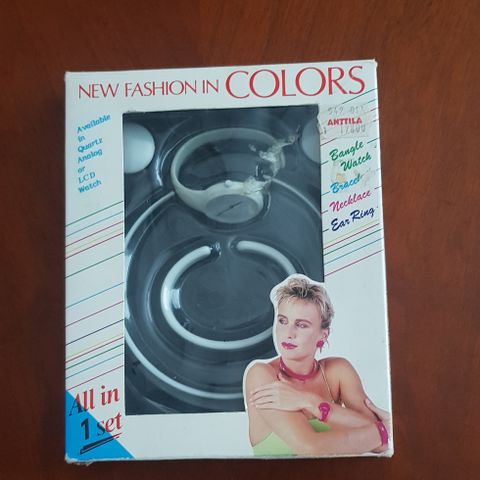 NEW FASHION IN COLORS
Available
in
Quartz
Analog
or
LCD
Watch
ANTTILA
Bangle
Watch
Necklace
Ear Ring
All in
1 set